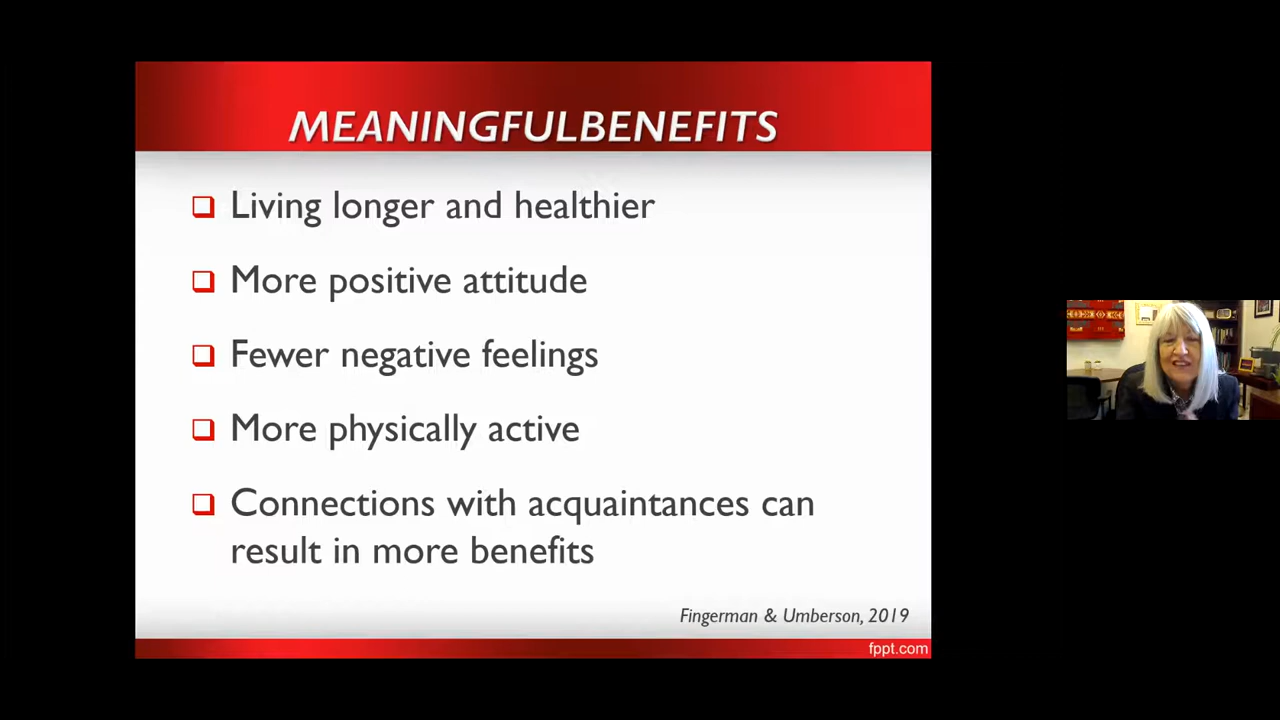 MEANINGFULBENEFITS
Living longer and healthier
More positive attitude
Fewer negative feelings
More physically active
Connections with acquaintances can
result in more benefits
Fingerman & Umberson, 2019
fppt.com